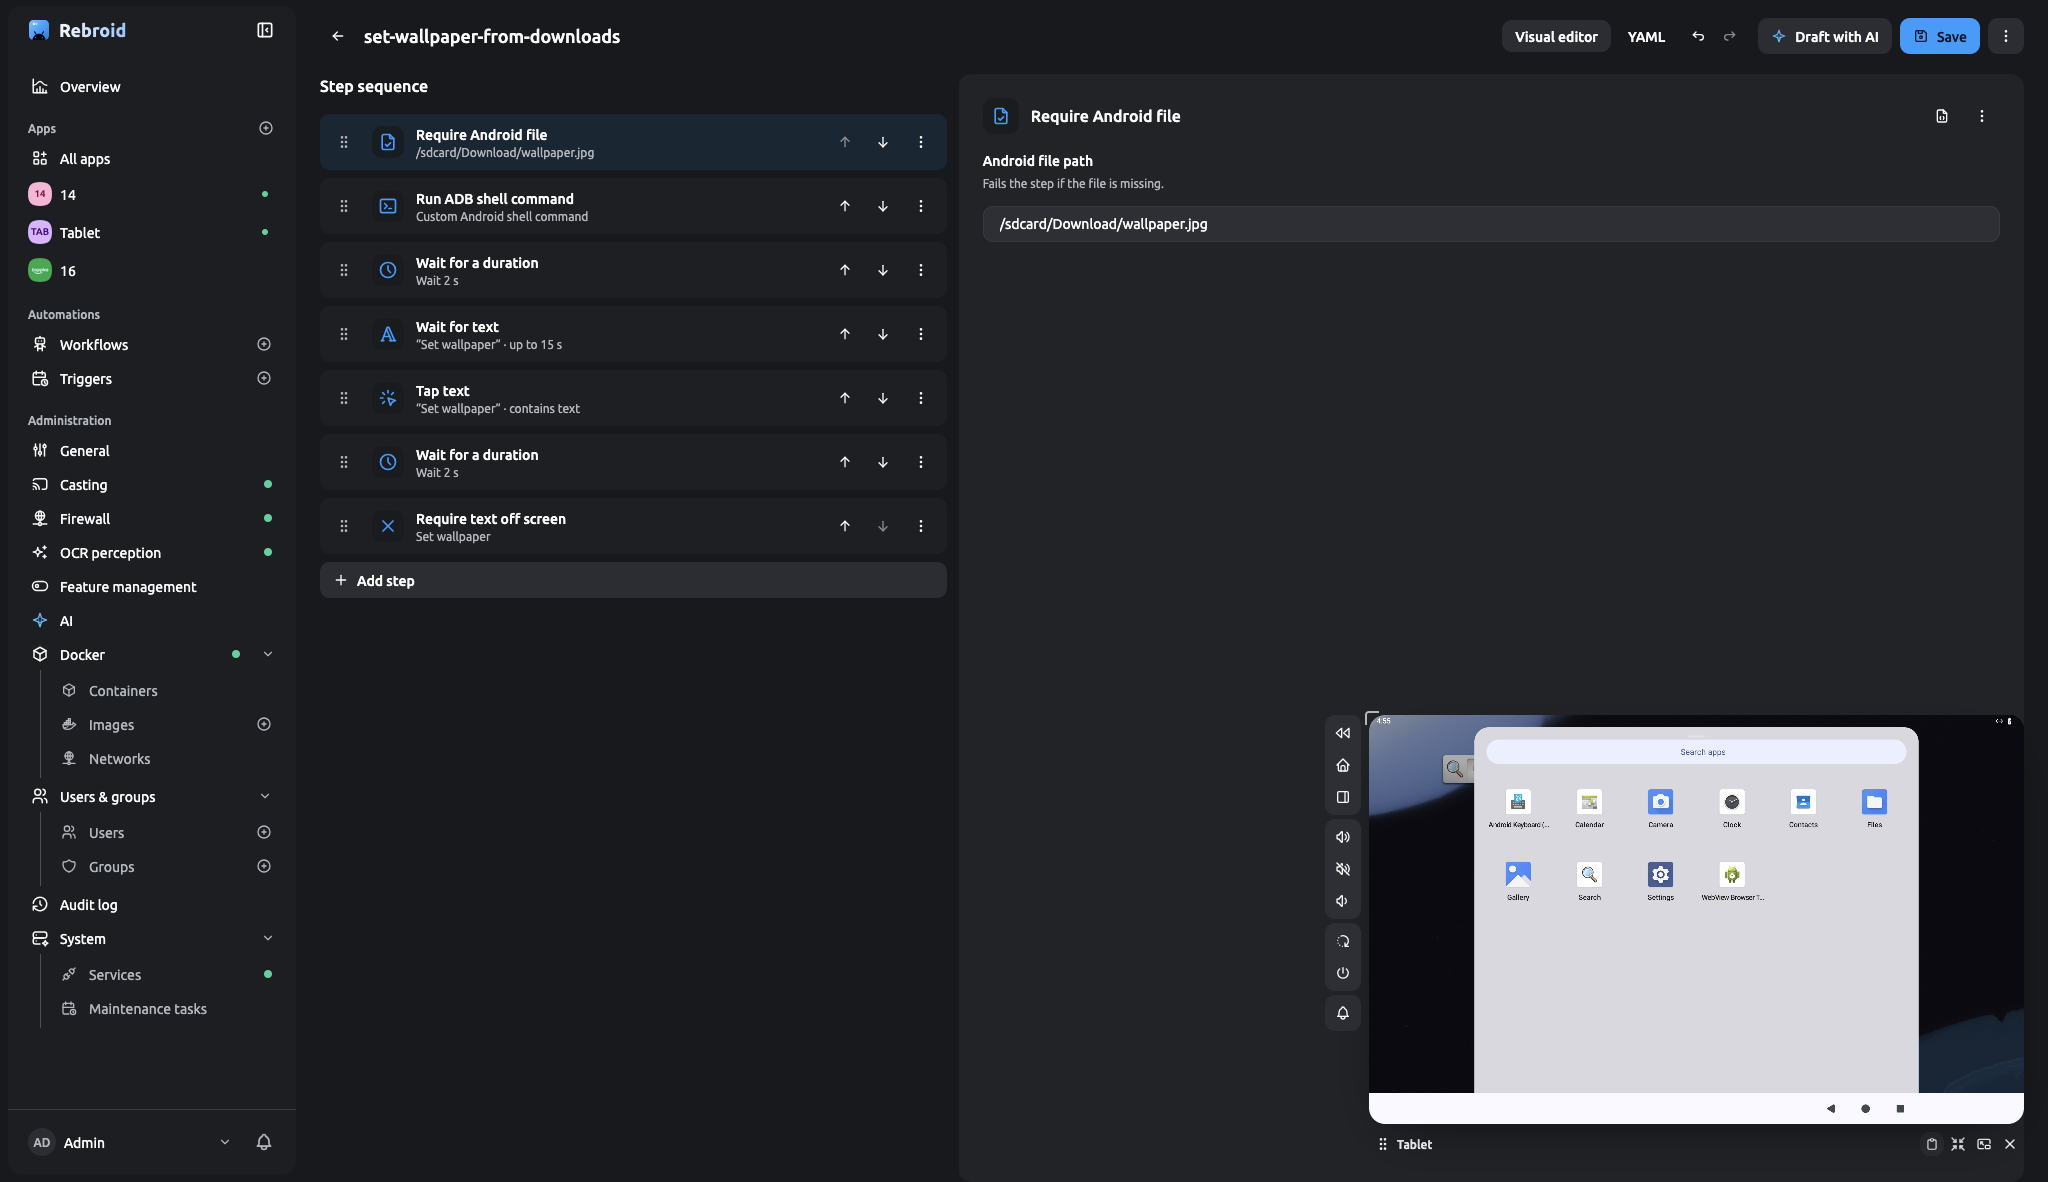 Rebroid
Overview
Apps
All apps
14 14
TAB Tablet
16
Automations
Workflows
Triggers
Administration
General
Casting
Firewall
OCR perception
Feature management
AI
Docker
Containers
Images
Networks
Users & groups
Users
Groups
Audit log
System
Services
Maintenance tasks
AD Admin
set-wallpaper-from-downloads
Visual editor
YAML
Draft with AI
Save
Step sequence
Require Android file
/sdcard/Download/wallpaper.jpg
Run ADB shell command
Custom Android shell command
Wait for a duration
Wait 2 s
Wait for text
“Set wallpaper” · up to 15 s
Tap text
“Set wallpaper” · contains text
Wait for a duration
Wait 2 s
Require text off screen
Set wallpaper
Add step
Require Android file
Android file path
Fails the step if the file is missing.
/sdcard/Download/wallpaper.jpg
4:55
Search apps
Android Keyboard (...
Calendar
Camera
Clock
Contacts
Files
Gallery
Search
Settings
WebView Browser T...
Tablet